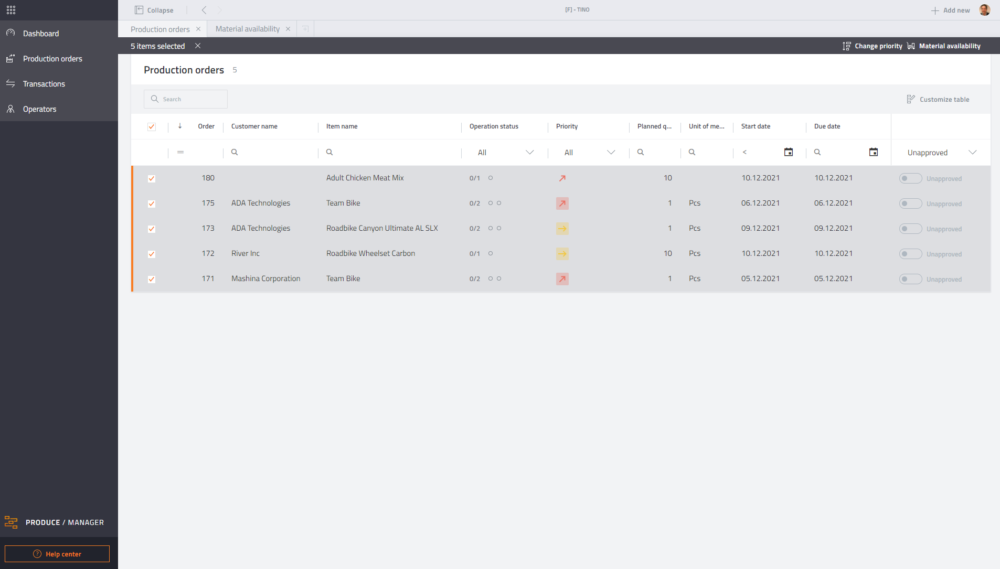 Collapse
[F] - TINO
Add new
Dashboard
Production orders
Transactions
Operators
Production orders
Material availability
5 items selected
Change priority
Material availability
Production orders 5
Search
Customize table
Order Customer name Item name Operation status Priority Planned q... Unit of me... Start date Due date
= All All < Unapproved
180 Adult Chicken Meat Mix 0/1 10 10.12.2021 10.12.2021 Unapproved
175 ADA Technologies Team Bike 0/2 1 Pcs 06.12.2021 06.12.2021 Unapproved
173 ADA Technologies Roadbike Canyon Ultimate AL SLX 0/2 1 Pcs 09.12.2021 09.12.2021 Unapproved
172 River Inc Roadbike Wheelset Carbon 0/1 10 Pcs 10.12.2021 10.12.2021 Unapproved
171 Mashina Corporation Team Bike 0/2 1 Pcs 05.12.2021 05.12.2021 Unapproved
PRODUCE / MANAGER
? Help center